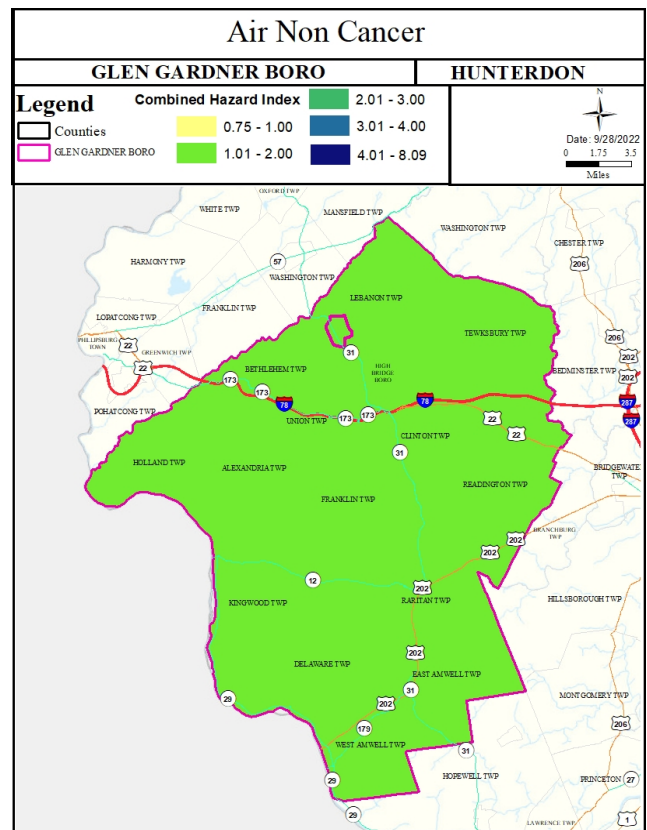 Air Non Cancer
GLEN GARDNER BORO
HUNTERDON
Legend
Counties
GLEN GARDNER BORO
Combined Hazard Index
0.75 - 1.00
1.01 - 2.00
2.01 - 3.00
3.01 - 4.00
4.01 - 8.09
N
Date: 9/28/2022
0 1.75 3.5
Miles
OXFORD TWP
WHITE TWP
MANSFIELD TWP
WASHINGTON TWP
CHESTER TWP
57
206
HARMONY TWP
WASHINGTON TWP
LEBANON TWP
FRANKLIN TWP
LOPATCONG TWP
TEWKSBURY TWP
206
PHILLIPSBURG
TOWN
22
GREENWICH TWP
31
202
22
BETHLEHEM TWP
HIGH
BRIDGE
BORO
BEDMINSTER TWP
202
173
173
78
78
287
POHATCONG TWP
UNION TWP
173
173
22
287
CLINTON TWP
22
31
HOLLAND TWP
ALEXANDRIA TWP
BRIDGEWATE
TWP
READINGTON TWP
FRANKLIN TWP
BRANCHBURG
TWP
202
202
12
202
KINGWOOD TWP
RARITAN TWP
HILLSBOROUGH TWP
202
DELAWARE TWP
EAST AMWELL TWP
31
29
202
MONTGOMERY TWP
206
179
WEST AMWELL TWP
31
29
HOPEWELL TWP
PRINCETON
27
29
LAWRENCE TWP
1